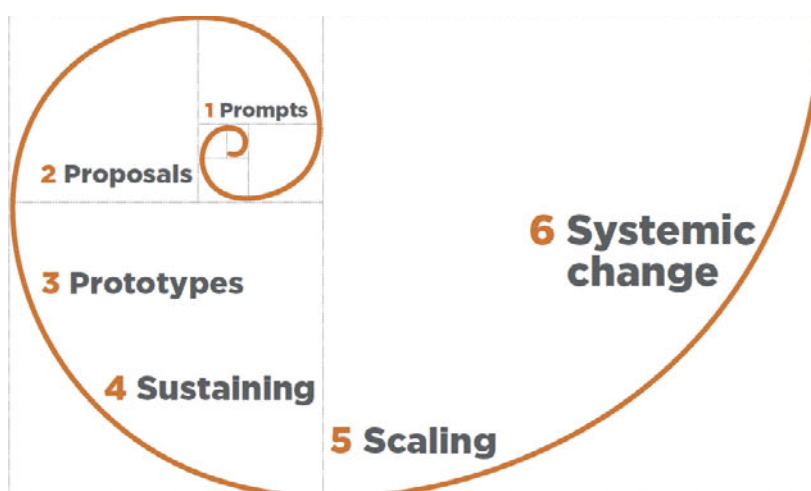 1 Prompts
2 Proposals
3 Prototypes
4 Sustaining
5 Scaling
6 Systemic
change